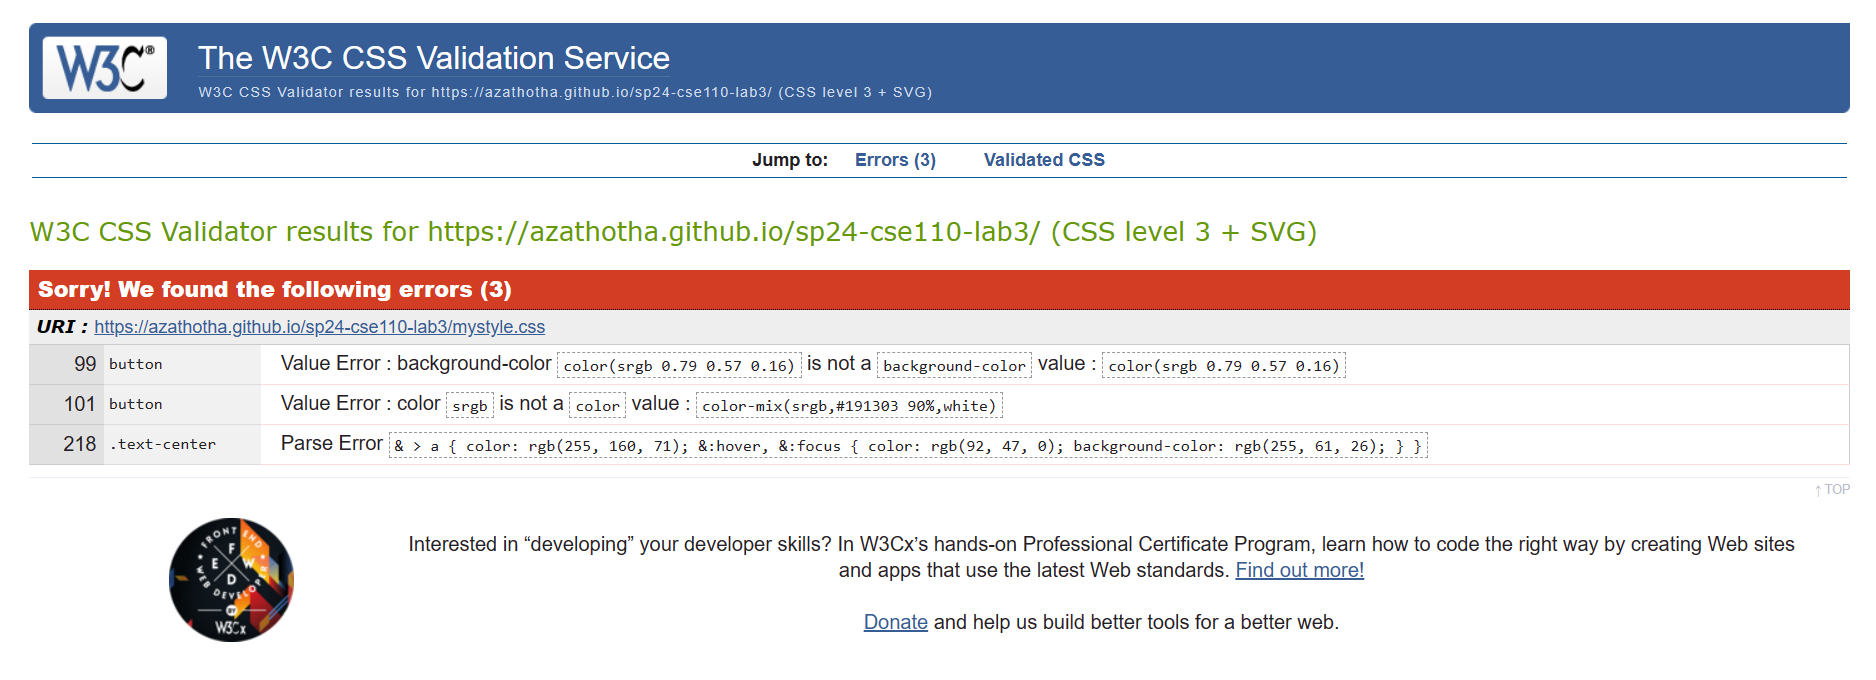 W3C®
The W3C CSS Validation Service
W3C CSS Validator results for https://azathotha.github.io/sp24-cse110-lab3/ (CSS level 3 + SVG)
Jump to: Errors (3) Validated CSS
W3C CSS Validator results for https://azathotha.github.io/sp24-cse110-lab3/ (CSS level 3 + SVG)
Sorry! We found the following errors (3)
URI : https://azathotha.github.io/sp24-cse110-lab3/mystyle.css
99 button Value Error : background-color color(srgb 0.79 0.57 0.16) is not a background-color value : color(srgb 0.79 0.57 0.16)
101 button Value Error : color srgb is not a color value : color-mix(srgb,#191303 90%,white)
218 .text-center Parse Error & > a { color: rgb(255, 160, 71); &:hover, &:focus { color: rgb(92, 47, 0); background-color: rgb(255, 61, 26); } }
↑ TOP
FRONT END
F
E W
D
WEB DEVELOPER
BY
W3Cx
Interested in “developing” your developer skills? In W3Cx’s hands-on Professional Certificate Program, learn how to code the right way by creating Web sites
and apps that use the latest Web standards. Find out more!
Donate and help us build better tools for a better web.